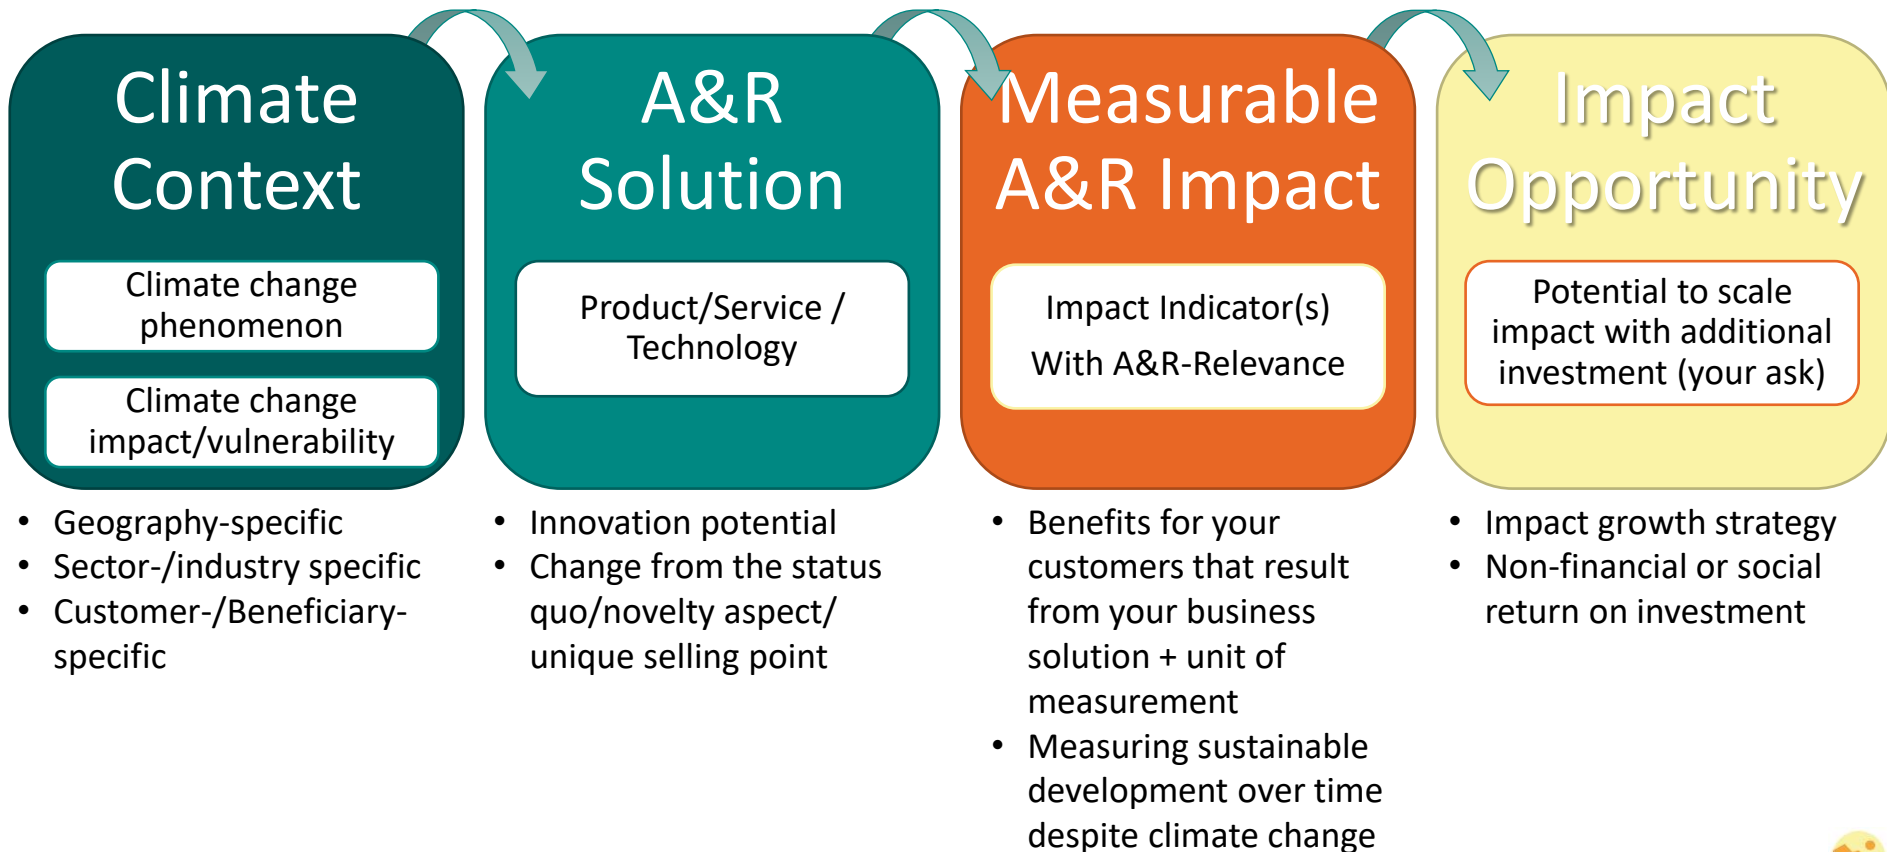 Climate
Context
Climate change
phenomenon
Climate change
impact/vulnerability
• Geography-specific
• Sector-/industry specific
• Customer-/Beneficiary-
specific
A&R
Solution
Product/Service /
Technology
• Innovation potential
• Change from the status
quo/novelty aspect/
unique selling point
Measurable
A&R Impact
Impact Indicator(s)
With A&R-Relevance
• Benefits for your
customers that result
from your business
solution + unit of
measurement
• Measuring sustainable
development over time
despite climate change
Impact
Opportunity
Potential to scale
impact with additional
investment (your ask)
• Impact growth strategy
• Non-financial or social
return on investment